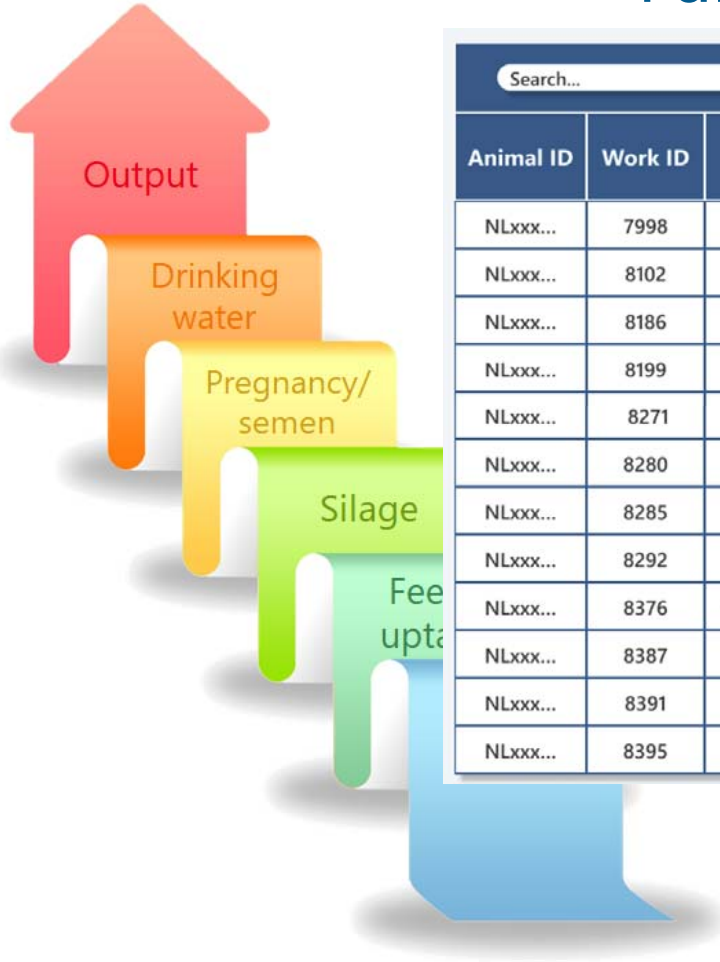 Output
Drinking
water
Pregnancy/
semen
Silage
Search...
Animal ID Work ID
NLxxx... 7998
NLxxx... 8102
NLxxx... 8186
NLxxx... 8199
NLxxx... 8271
NLxxx... 8280
NLxxx... 8285
NLxxx... 8292
NLxxx... 8376
NLxxx... 8387
NLxxx... 8391
NLxxx... 8395